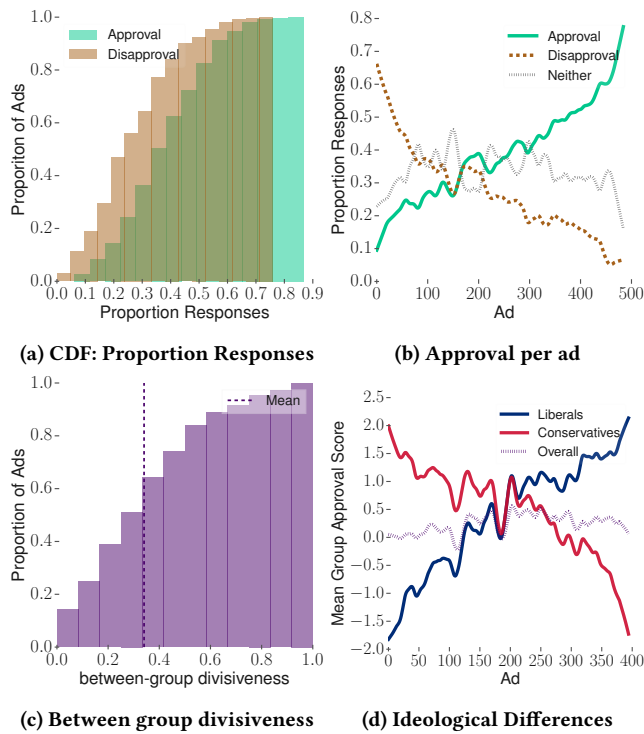 1.0
0.8
0.6
0.4
0.2
0.0
Proporiton of Ads
Approval
Disapproval
0.0 0.1 0.2 0.3 0.4 0.5 0.6 0.7 0.8 0.9
Proportion Responses
(a) CDF: Proportion Responses
0.8
0.7
0.6
0.5
0.4
0.3
0.2
0.1
0.0
Proportion Responses
Approval
Disapproval
Neither
0 100 200 300 400 500
Ad
(b) Approval per ad
1.0
0.8
0.6
0.4
0.2
0.0
Proportion of Ads
Mean
0.0 0.2 0.4 0.6 0.8 1.0
between-group divisiveness
(c) Between group divisiveness
2.5
2.0
1.5
1.0
0.5
0.0
−0.5
−1.0
−1.5
−2.0
Mean Group Approval Score
Liberals
Conservatives
Overall
0 50 100 150 200 250 300 350 400
Ad
(d) Ideological Differences